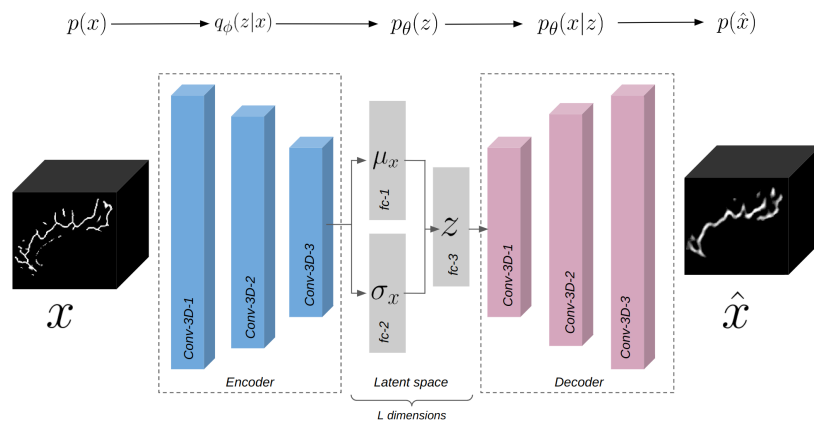 p(x) q_ϕ(z|x) p_θ(z) p_θ(x|z) p(x̂)
x
Conv-3D-1
Conv-3D-2
Conv-3D-3
Encoder
μ_x
fc-1
σ_x
fc-2
z
fc-3
Latent space
L dimensions
Conv-3D-1
Conv-3D-2
Conv-3D-3
Decoder
x̂